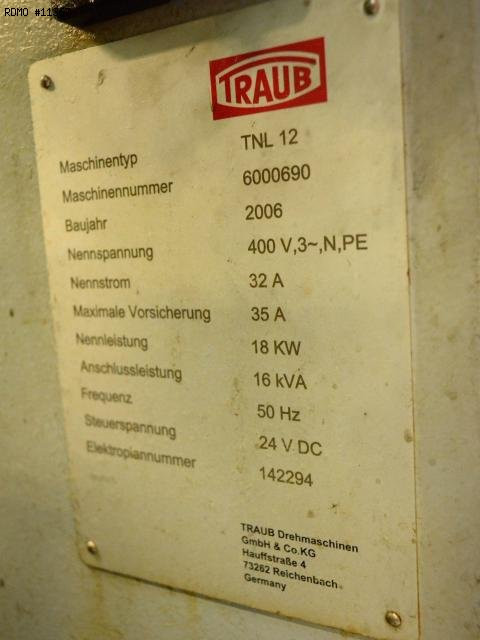 RDMO #11
TRAUB
Maschinentyp TNL 12
Maschinennummer 6000690
Baujahr 2006
Nennspannung 400 V,3~,N,PE
Nennstrom 32 A
Maximale Vorsicherung 35 A
Nennleistung 18 KW
Anschlussleistung 16 kVA
Frequenz 50 Hz
Steuerspannung 24 V DC
Elektroplannummer 142294
TRAUB Drehmaschinen
GmbH & Co.KG
Hauffstraße 4
73262 Reichenbach
Germany